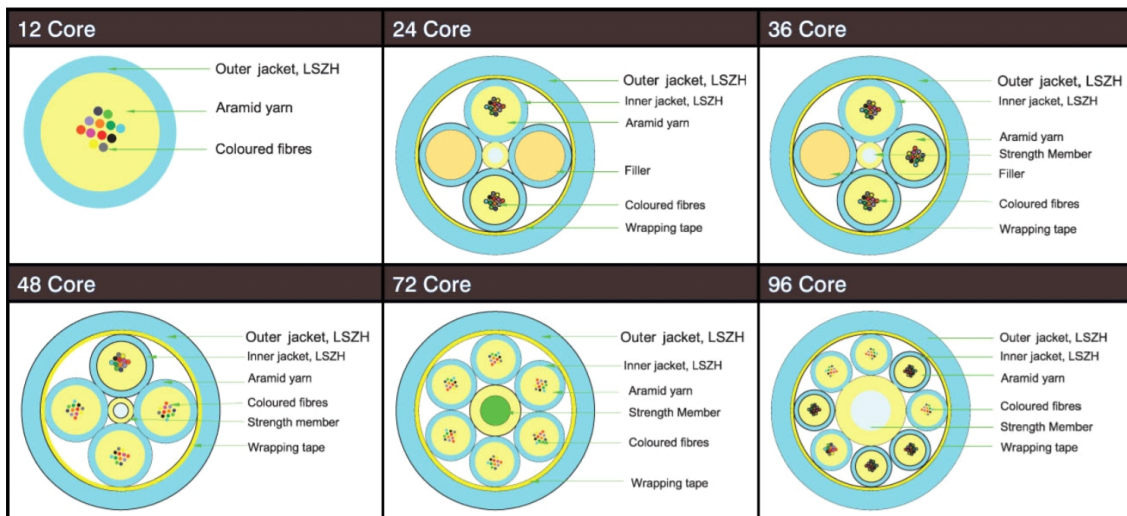 12 Core
Outer jacket, LSZH
Aramid yarn
Coloured fibres
24 Core
Outer jacket, LSZH
Inner jacket, LSZH
Aramid yarn
Filler
Coloured fibres
Wrapping tape
36 Core
Outer jacket, LSZH
Inner jacket, LSZH
Aramid yarn
Strength Member
Filler
Coloured fibres
Wrapping tape
48 Core
Outer jacket, LSZH
Inner jacket, LSZH
Aramid yarn
Coloured fibres
Strength member
Wrapping tape
72 Core
Outer jacket, LSZH
Inner jacket, LSZH
Aramid yarn
Strength Member
Coloured fibres
Wrapping tape
96 Core
Outer jacket, LSZH
Inner jacket, LSZH
Aramid yarn
Coloured fibres
Strength Member
Wrapping tape